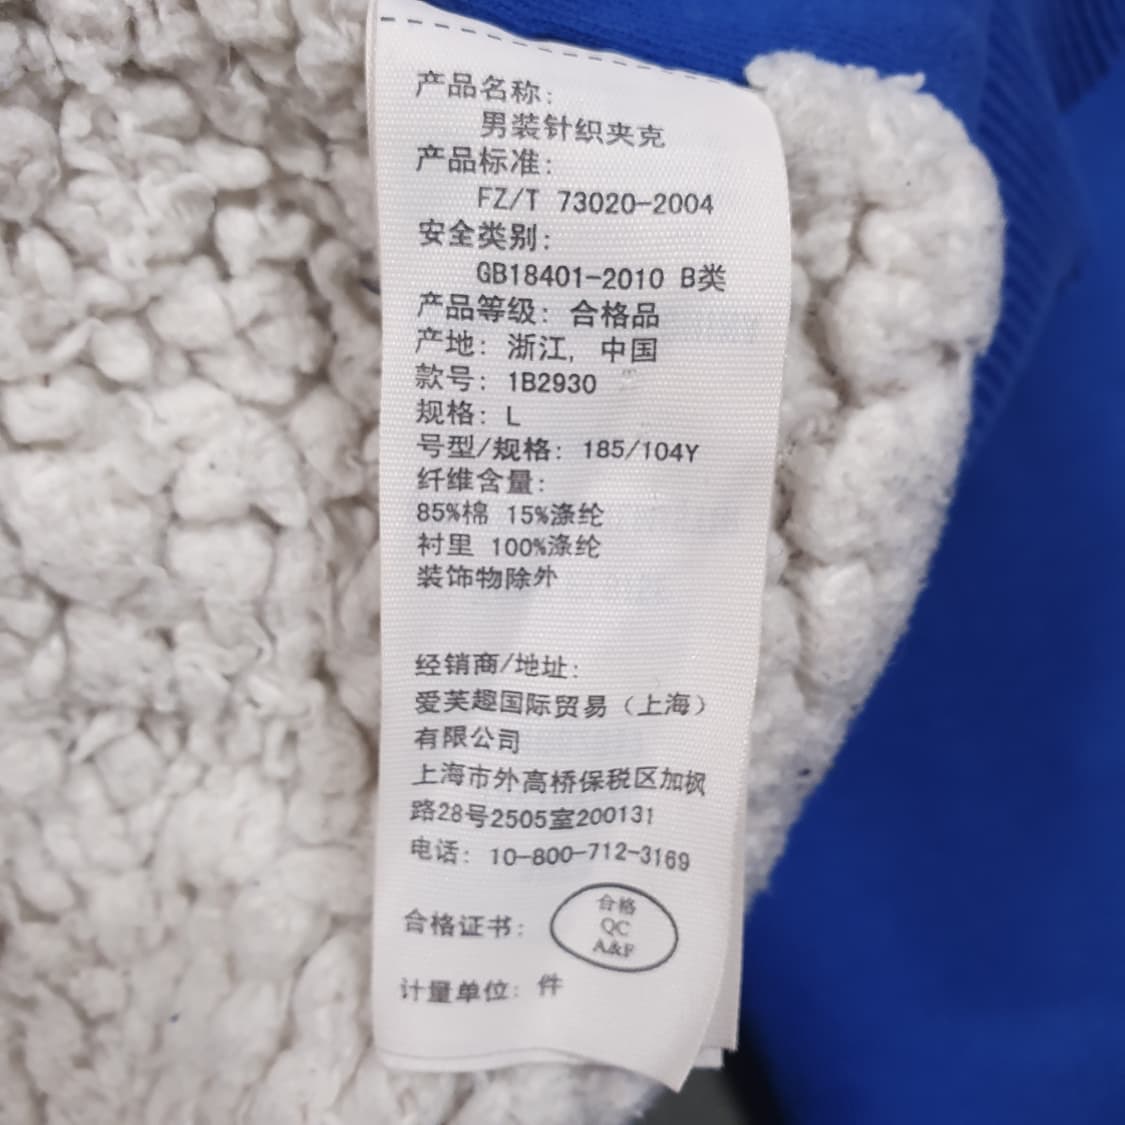 产品名称:
男装针织夹克
产品标准:
FZ/T 73020-2004
安全类别:
GB18401-2010 B类
产品等级: 合格品
产地: 浙江, 中国
款号: 1B2930
规格: L
号型/规格: 185/104Y
纤维含量:
85%棉 15%涤纶
衬里 100%涤纶
装饰物除外
经销商/地址:
爱芙趣国际贸易（上海）
有限公司
上海市外高桥保税区加枫
路28号2505室200131
电话: 10-800-712-3169
合格证书:
合格
QC
A&F
计量单位: 件